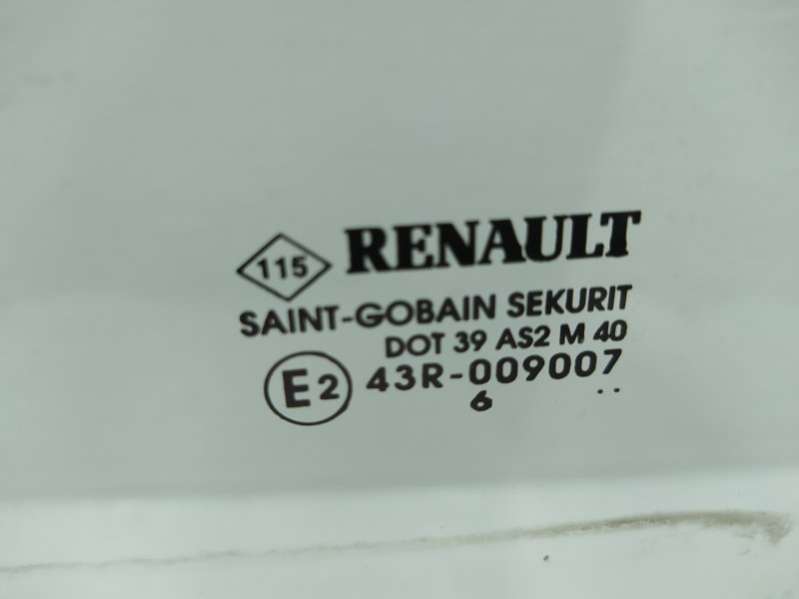 115 RENAULT
SAINT-GOBAIN SEKURIT
DOT 39 AS2 M 40
E2 43R-009007
6 ..